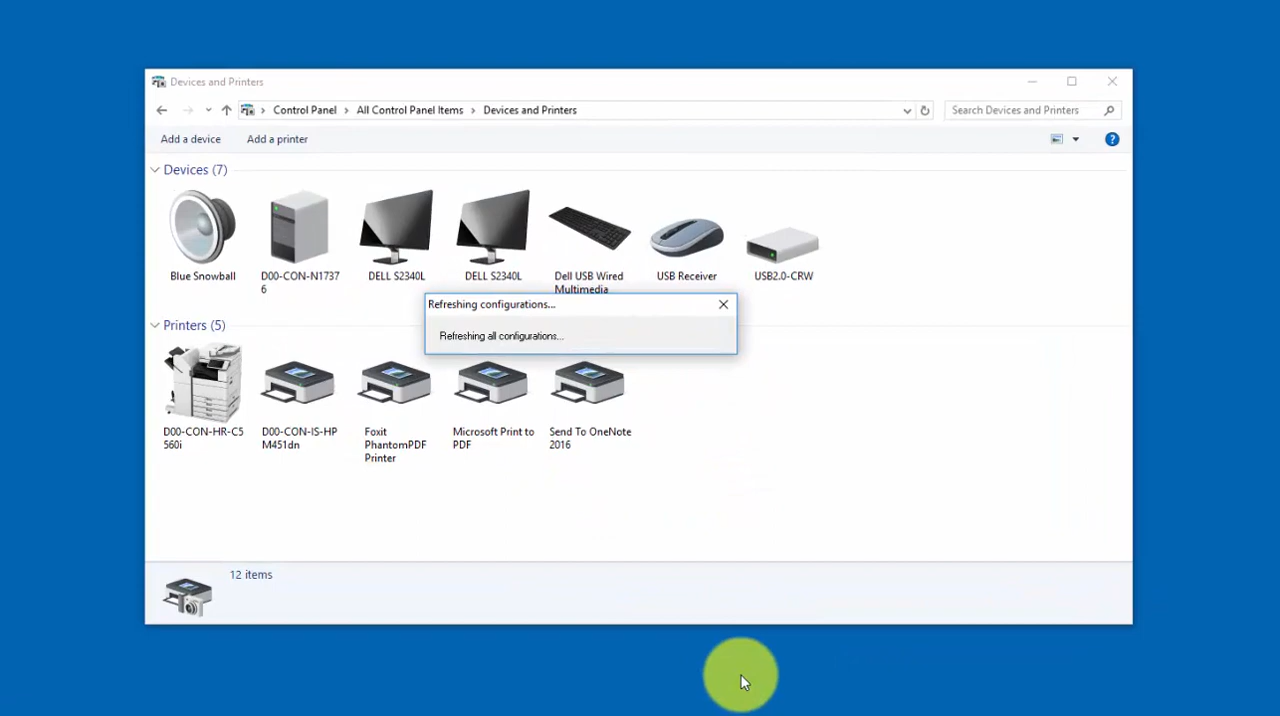 Devices and Printers
Control Panel > All Control Panel Items > Devices and Printers
Search Devices and Printers
Add a device Add a printer
?
Devices (7)
Blue Snowball
D00-CON-N1737
6
DELL S2340L
DELL S2340L
Dell USB Wired
Multimedia
USB Receiver
USB2.0-CRW
Refreshing configurations...
Refreshing all configurations...
Printers (5)
D00-CON-HR-C5
560i
D00-CON-IS-HP
M451dn
Foxit
PhantomPDF
Printer
Microsoft Print to
PDF
Send To OneNote
2016
12 items